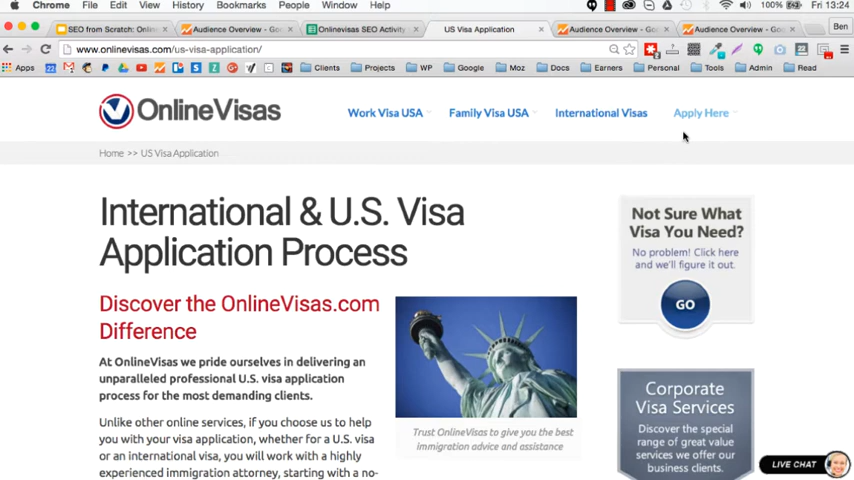 Chrome File Edit View History Bookmarks People Window Help 100% Fri 13:24
SEO from Scratch: Onlin Audience Overview - Goo Onlinevisas SEO Activity US Visa Application Audience Overview - Goo Audience Overview - Goo Ben
www.onlinevisas.com/us-visa-application/
Apps Clients Projects WP Google Moz Docs Earners Personal Tools Admin Read
OnlineVisas
Work Visa USA Family Visa USA International Visas Apply Here
Home >> US Visa Application
International & U.S. Visa
Application Process
Discover the OnlineVisas.com
Difference
At OnlineVisas we pride ourselves in delivering an
unparalleled professional U.S. visa application
process for the most demanding clients.
Unlike other online services, if you choose us to help
you with your visa application, whether for a U.S. visa
or an international visa, you will work with a highly
experienced immigration attorney, starting with a no-
Trust OnlineVisas to give you the best
immigration advice and assistance
Not Sure What
Visa You Need?
No problem! Click here
and we'll figure it out.
GO
Corporate
Visa Services
Discover the special
range of great value
services we offer our
business clients.
LIVE CHAT